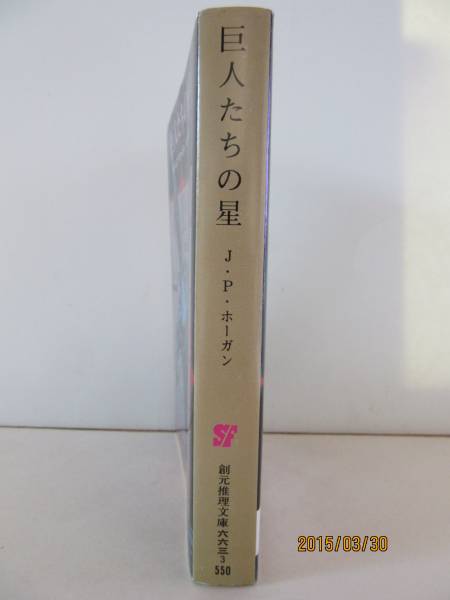 巨人たちの星
J・P・ホーガン
SF
創元推理文庫 六六三 3
550
2015/03/30